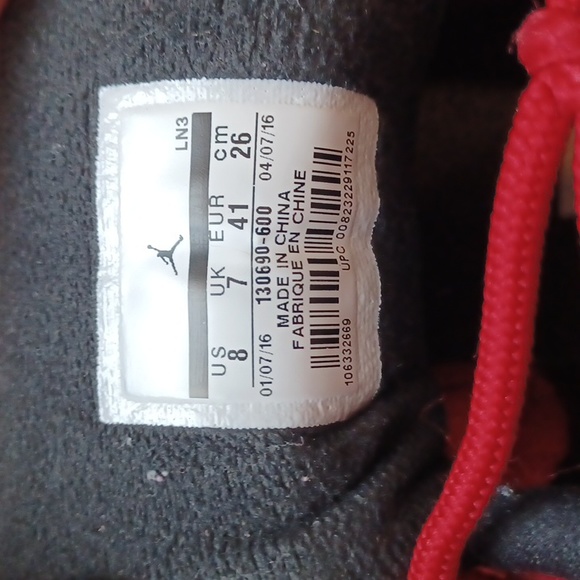 LN3
US UK EUR cm
8 7 41 26
01/07/16 130690-600 04/07/16
MADE IN CHINA
FABRIQUE EN CHINE
UPC 00823229117225
106332669